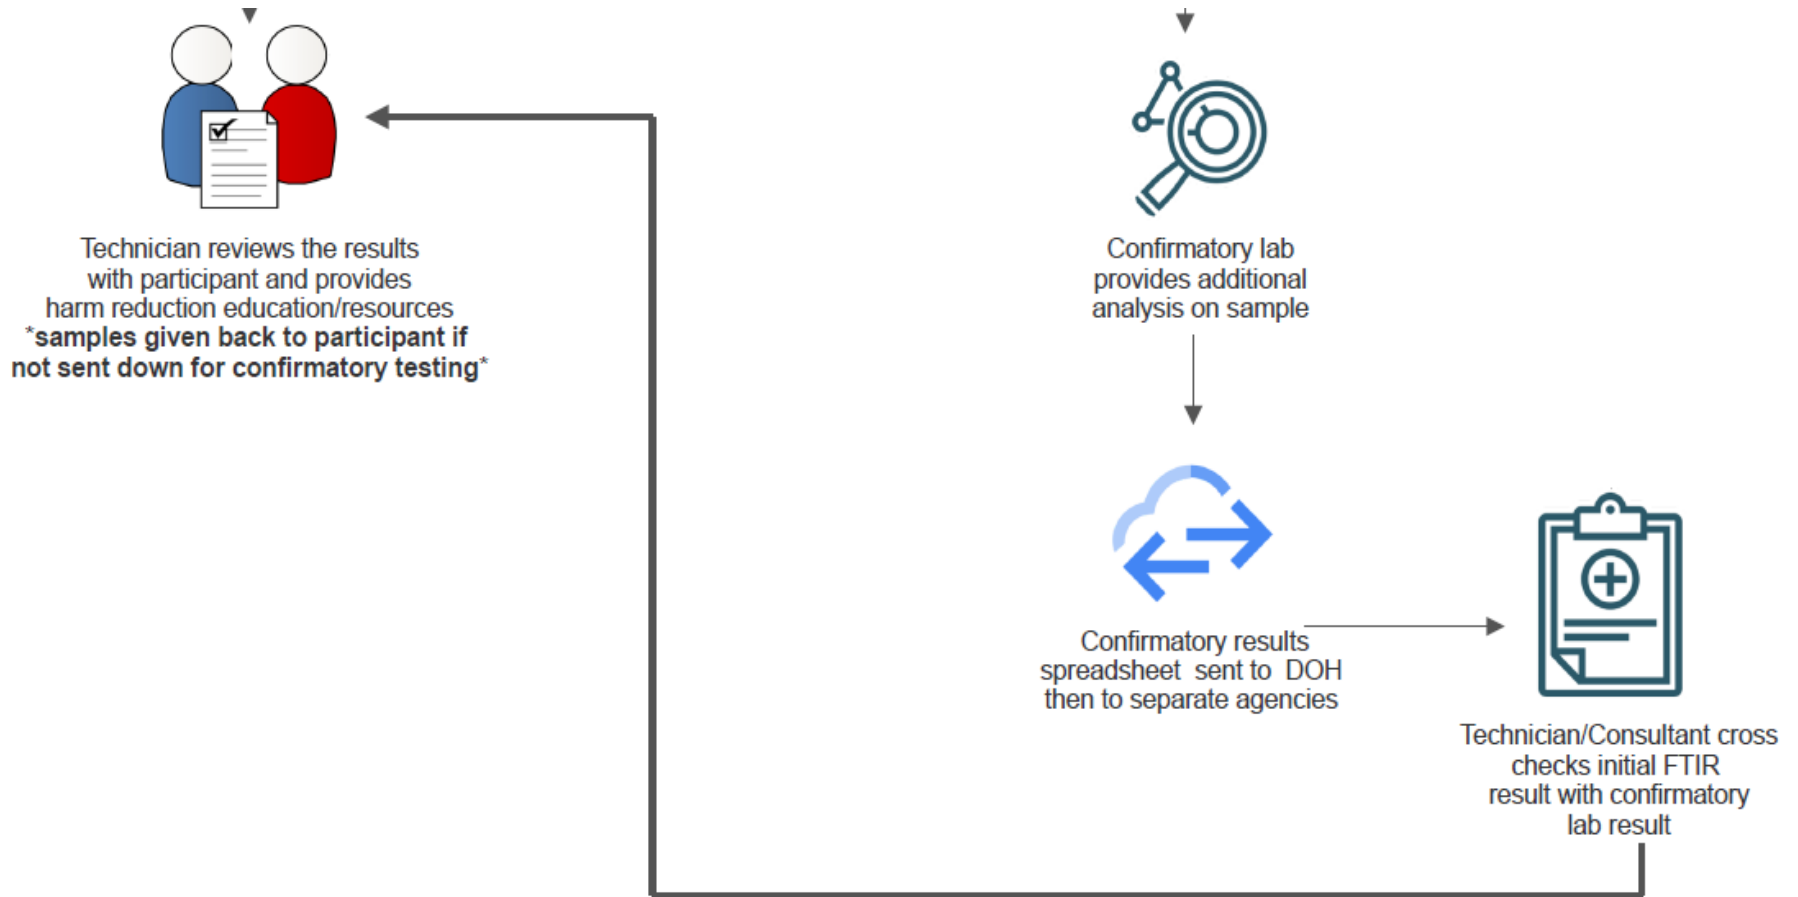 Technician reviews the results
with participant and provides
harm reduction education/resources
*samples given back to participant if
not sent down for confirmatory testing*
Confirmatory lab
provides additional
analysis on sample
Confirmatory results
spreadsheet sent to DOH
then to separate agencies
Technician/Consultant cross
checks initial FTIR
result with confirmatory
lab result